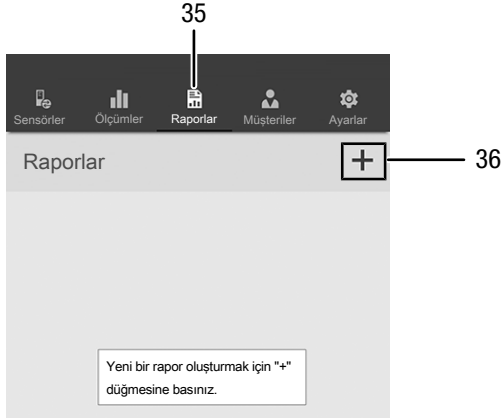 35
Sensörler Ölçümler Raporlar Müşteriler Ayarlar
Raporlar
36
Yeni bir rapor oluşturmak için "+"
düğmesine basınız.